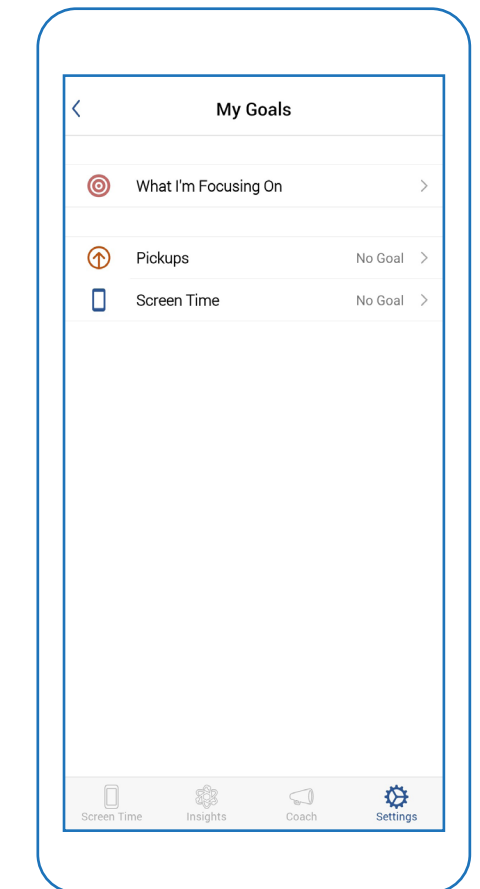 My Goals
What I'm Focusing On
Pickups No Goal
Screen Time No Goal
Screen Time Insights Coach Settings